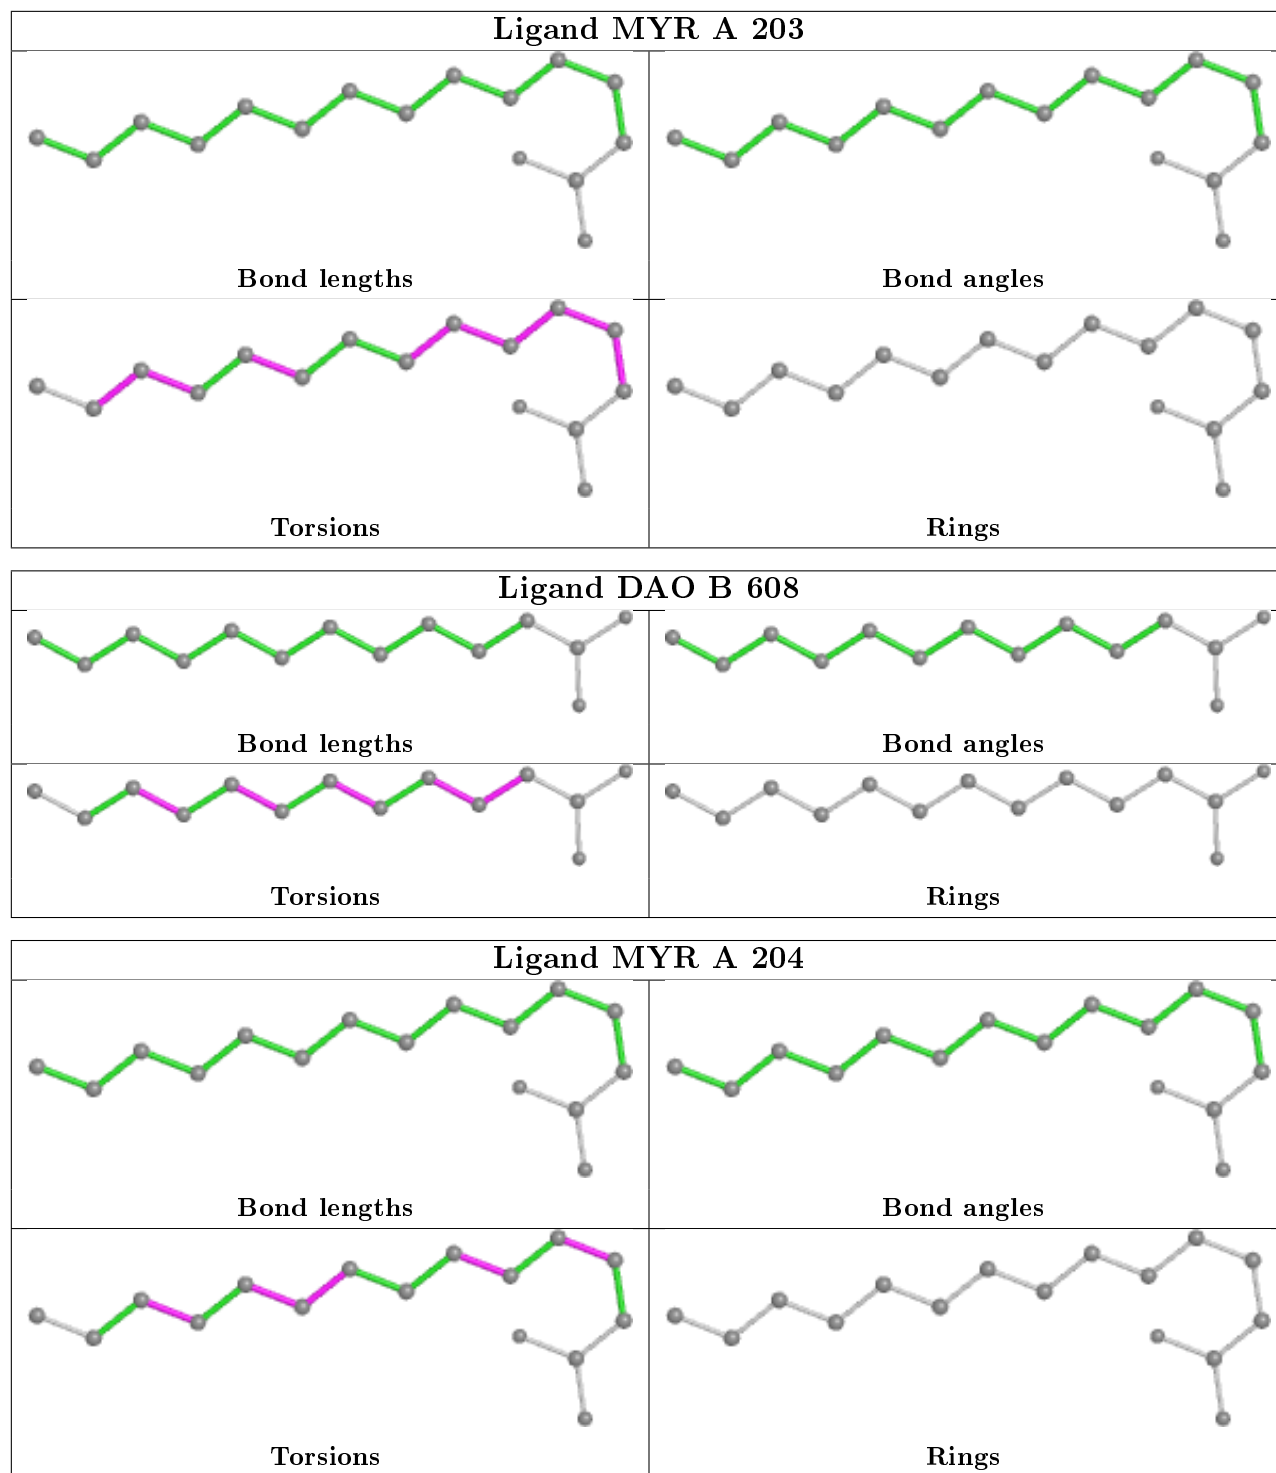 Ligand MYR A 203
Bond lengths
Bond angles
Torsions
Rings
Ligand DAO B 608
Bond lengths
Bond angles
Torsions
Rings
Ligand MYR A 204
Bond lengths
Bond angles
Torsions
Rings